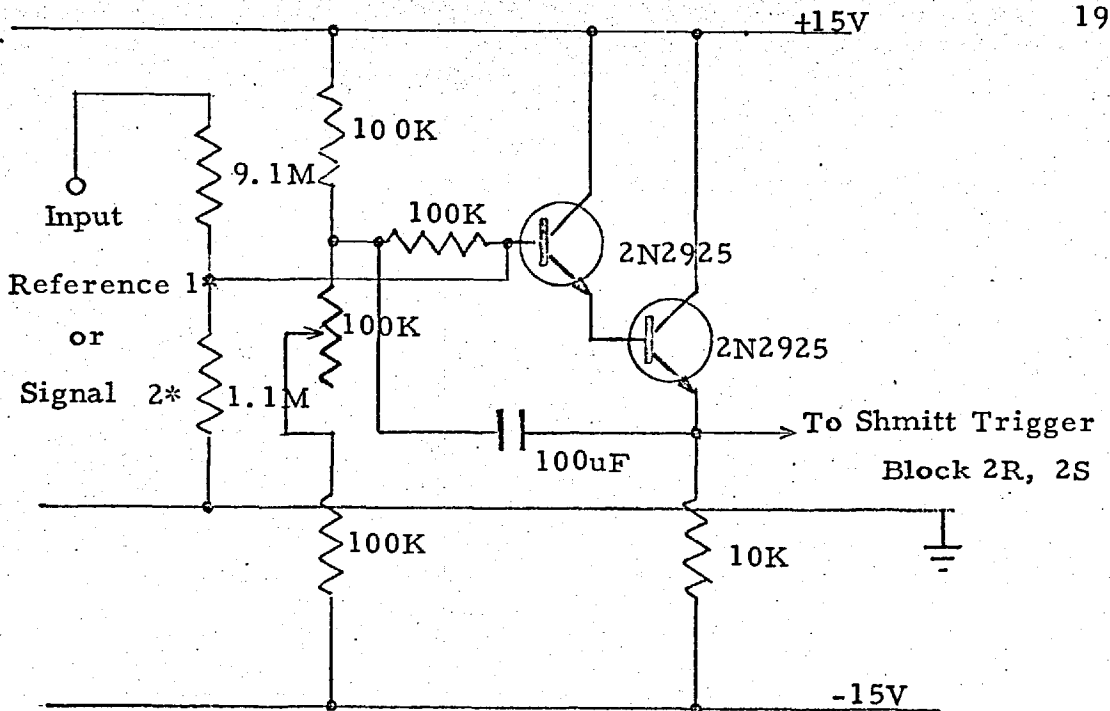 +15V
19
100K
9.1M
Input
100K
2N2925
Reference 1*
or
100K
2N2925
Signal 2*
1.1M
To Shmitt Trigger
100uF
Block 2R, 2S
100K
10K
-15V